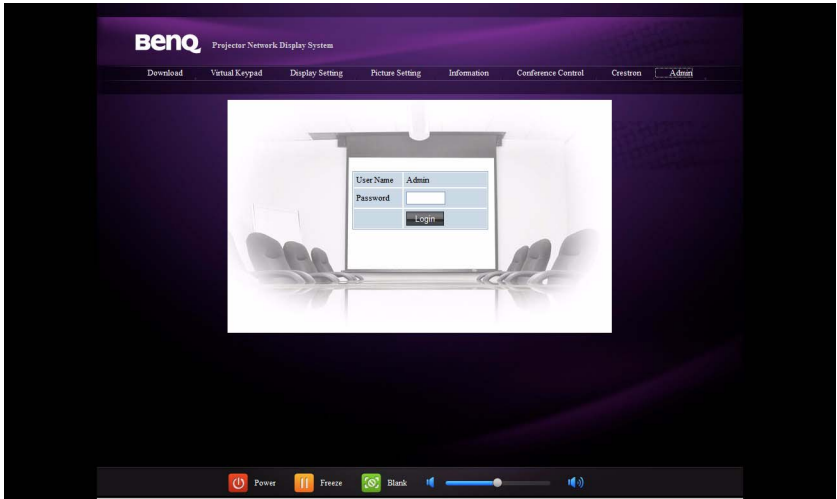 BenQ Projector Network Display System
Download Virtual Keypad Display Setting Picture Setting Information Conference Control Crestron Admin
User Name Admin
Password
Login
Power Freeze Blank